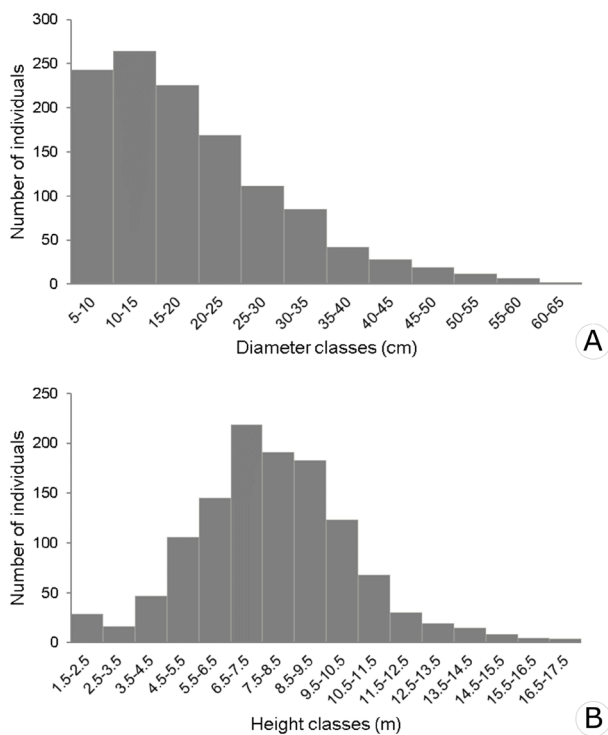 300
250
200
150
100
50
0
Number of individuals
5-10 10-15 15-20 20-25 25-30 30-35 35-40 40-45 45-50 50-55 55-60 60-65
Diameter classes (cm)
A
250
200
150
100
50
0
Number of individuals
1.5-2.5 2.5-3.5 3.5-4.5 4.5-5.5 5.5-6.5 6.5-7.5 7.5-8.5 8.5-9.5 9.5-10.5 10.5-11.5 11.5-12.5 12.5-13.5 13.5-14.5 14.5-15.5 15.5-16.5 16.5-17.5
Height classes (m)
B